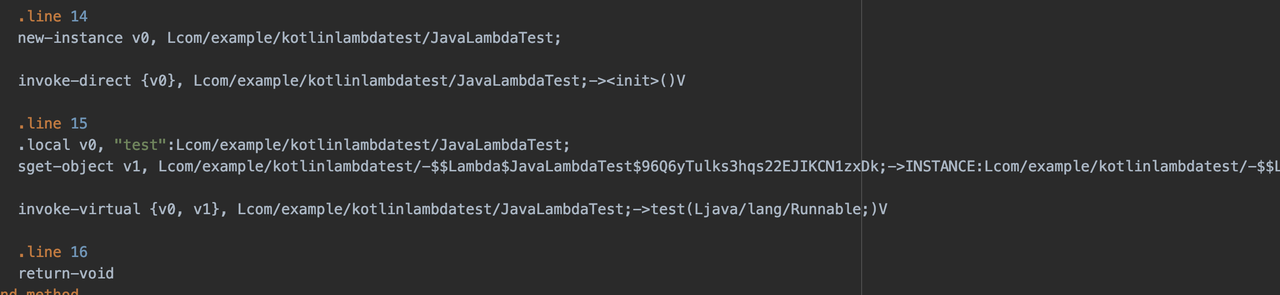 .line 14
new-instance v0, Lcom/example/kotlinlambdatest/JavaLambdaTest;
invoke-direct {v0}, Lcom/example/kotlinlambdatest/JavaLambdaTest;-><init>()V
.line 15
.local v0, "test":Lcom/example/kotlinlambdatest/JavaLambdaTest;
sget-object v1, Lcom/example/kotlinlambdatest/-$$Lambda$JavaLambdaTest$96Q6yTulks3hqs22EJIKCN1zxDk;->INSTANCE:Lcom/example/kotlinlambdatest/-$$L
invoke-virtual {v0, v1}, Lcom/example/kotlinlambdatest/JavaLambdaTest;->test(Ljava/lang/Runnable;)V
.line 16
return-void
nd method